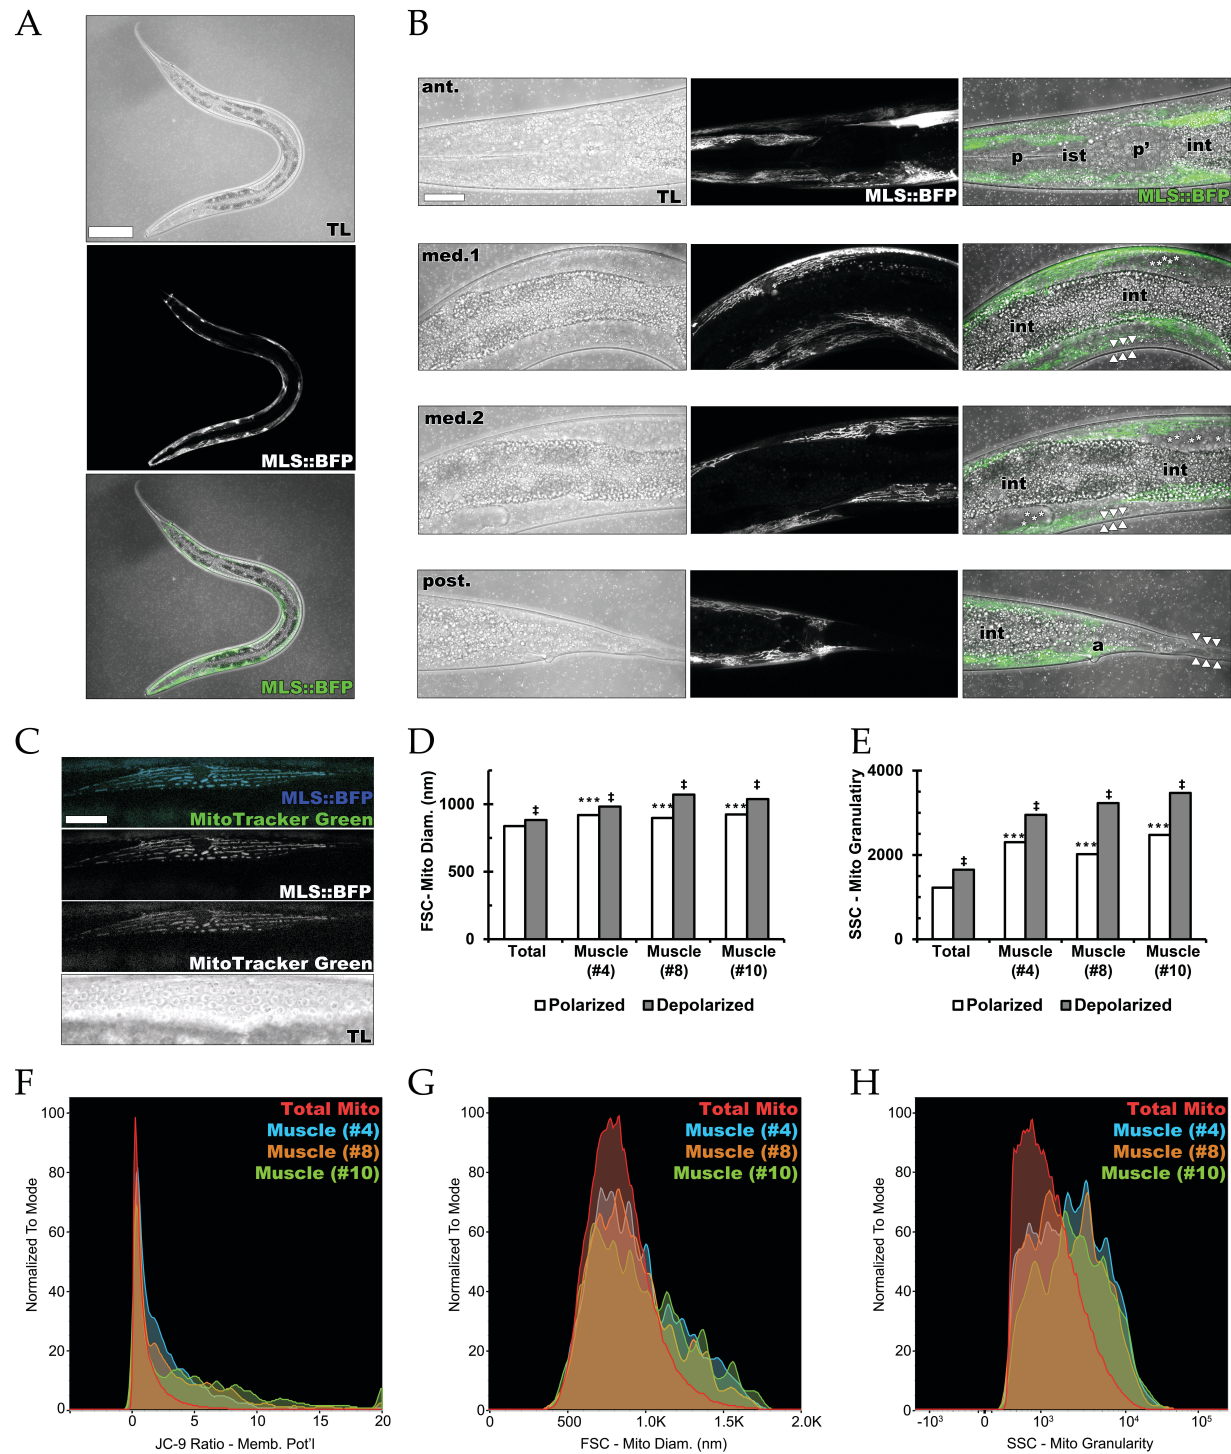 A
TL
MLS::BFP
MLS::BFP
B
ant.
TL
MLS::BFP
p
ist
p'
int
MLS::BFP
med.1
int
int
****
med.2
int
int
** ** *
***
post.
int
a
C
MLS::BFP
MitoTracker Green
MLS::BFP
MitoTracker Green
TL
D
FSC- Mito Diam. (nm)
1000
750
250
0
‡
*** ‡
*** ‡
*** ‡
Total
Muscle (#4)
Muscle (#8)
Muscle (#10)
Polarized
Depolarized
E
SSC - Mito Granulatiry
4000
2000
0
‡
*** ‡
*** ‡
*** ‡
Total
Muscle (#4)
Muscle (#8)
Muscle (#10)
Polarized
Depolarized
F
Total Mito
Muscle (#4)
Muscle (#8)
Muscle (#10)
Normalized To Mode
100
80
60
40
20
0
0 5 10 15 20
JC-9 Ratio - Memb. Pot'l
G
Total Mito
Muscle (#4)
Muscle (#8)
Muscle (#10)
Normalized To Mode
100
80
60
40
20
0
0 500 1.0K 1.5K 2.0K
FSC - Mito Diam. (nm)
H
Total Mito
Muscle (#4)
Muscle (#8)
Muscle (#10)
Normalized To Mode
100
80
60
40
20
0
-10³ 0 10³ 10⁴ 10⁵
SSC - Mito Granularity